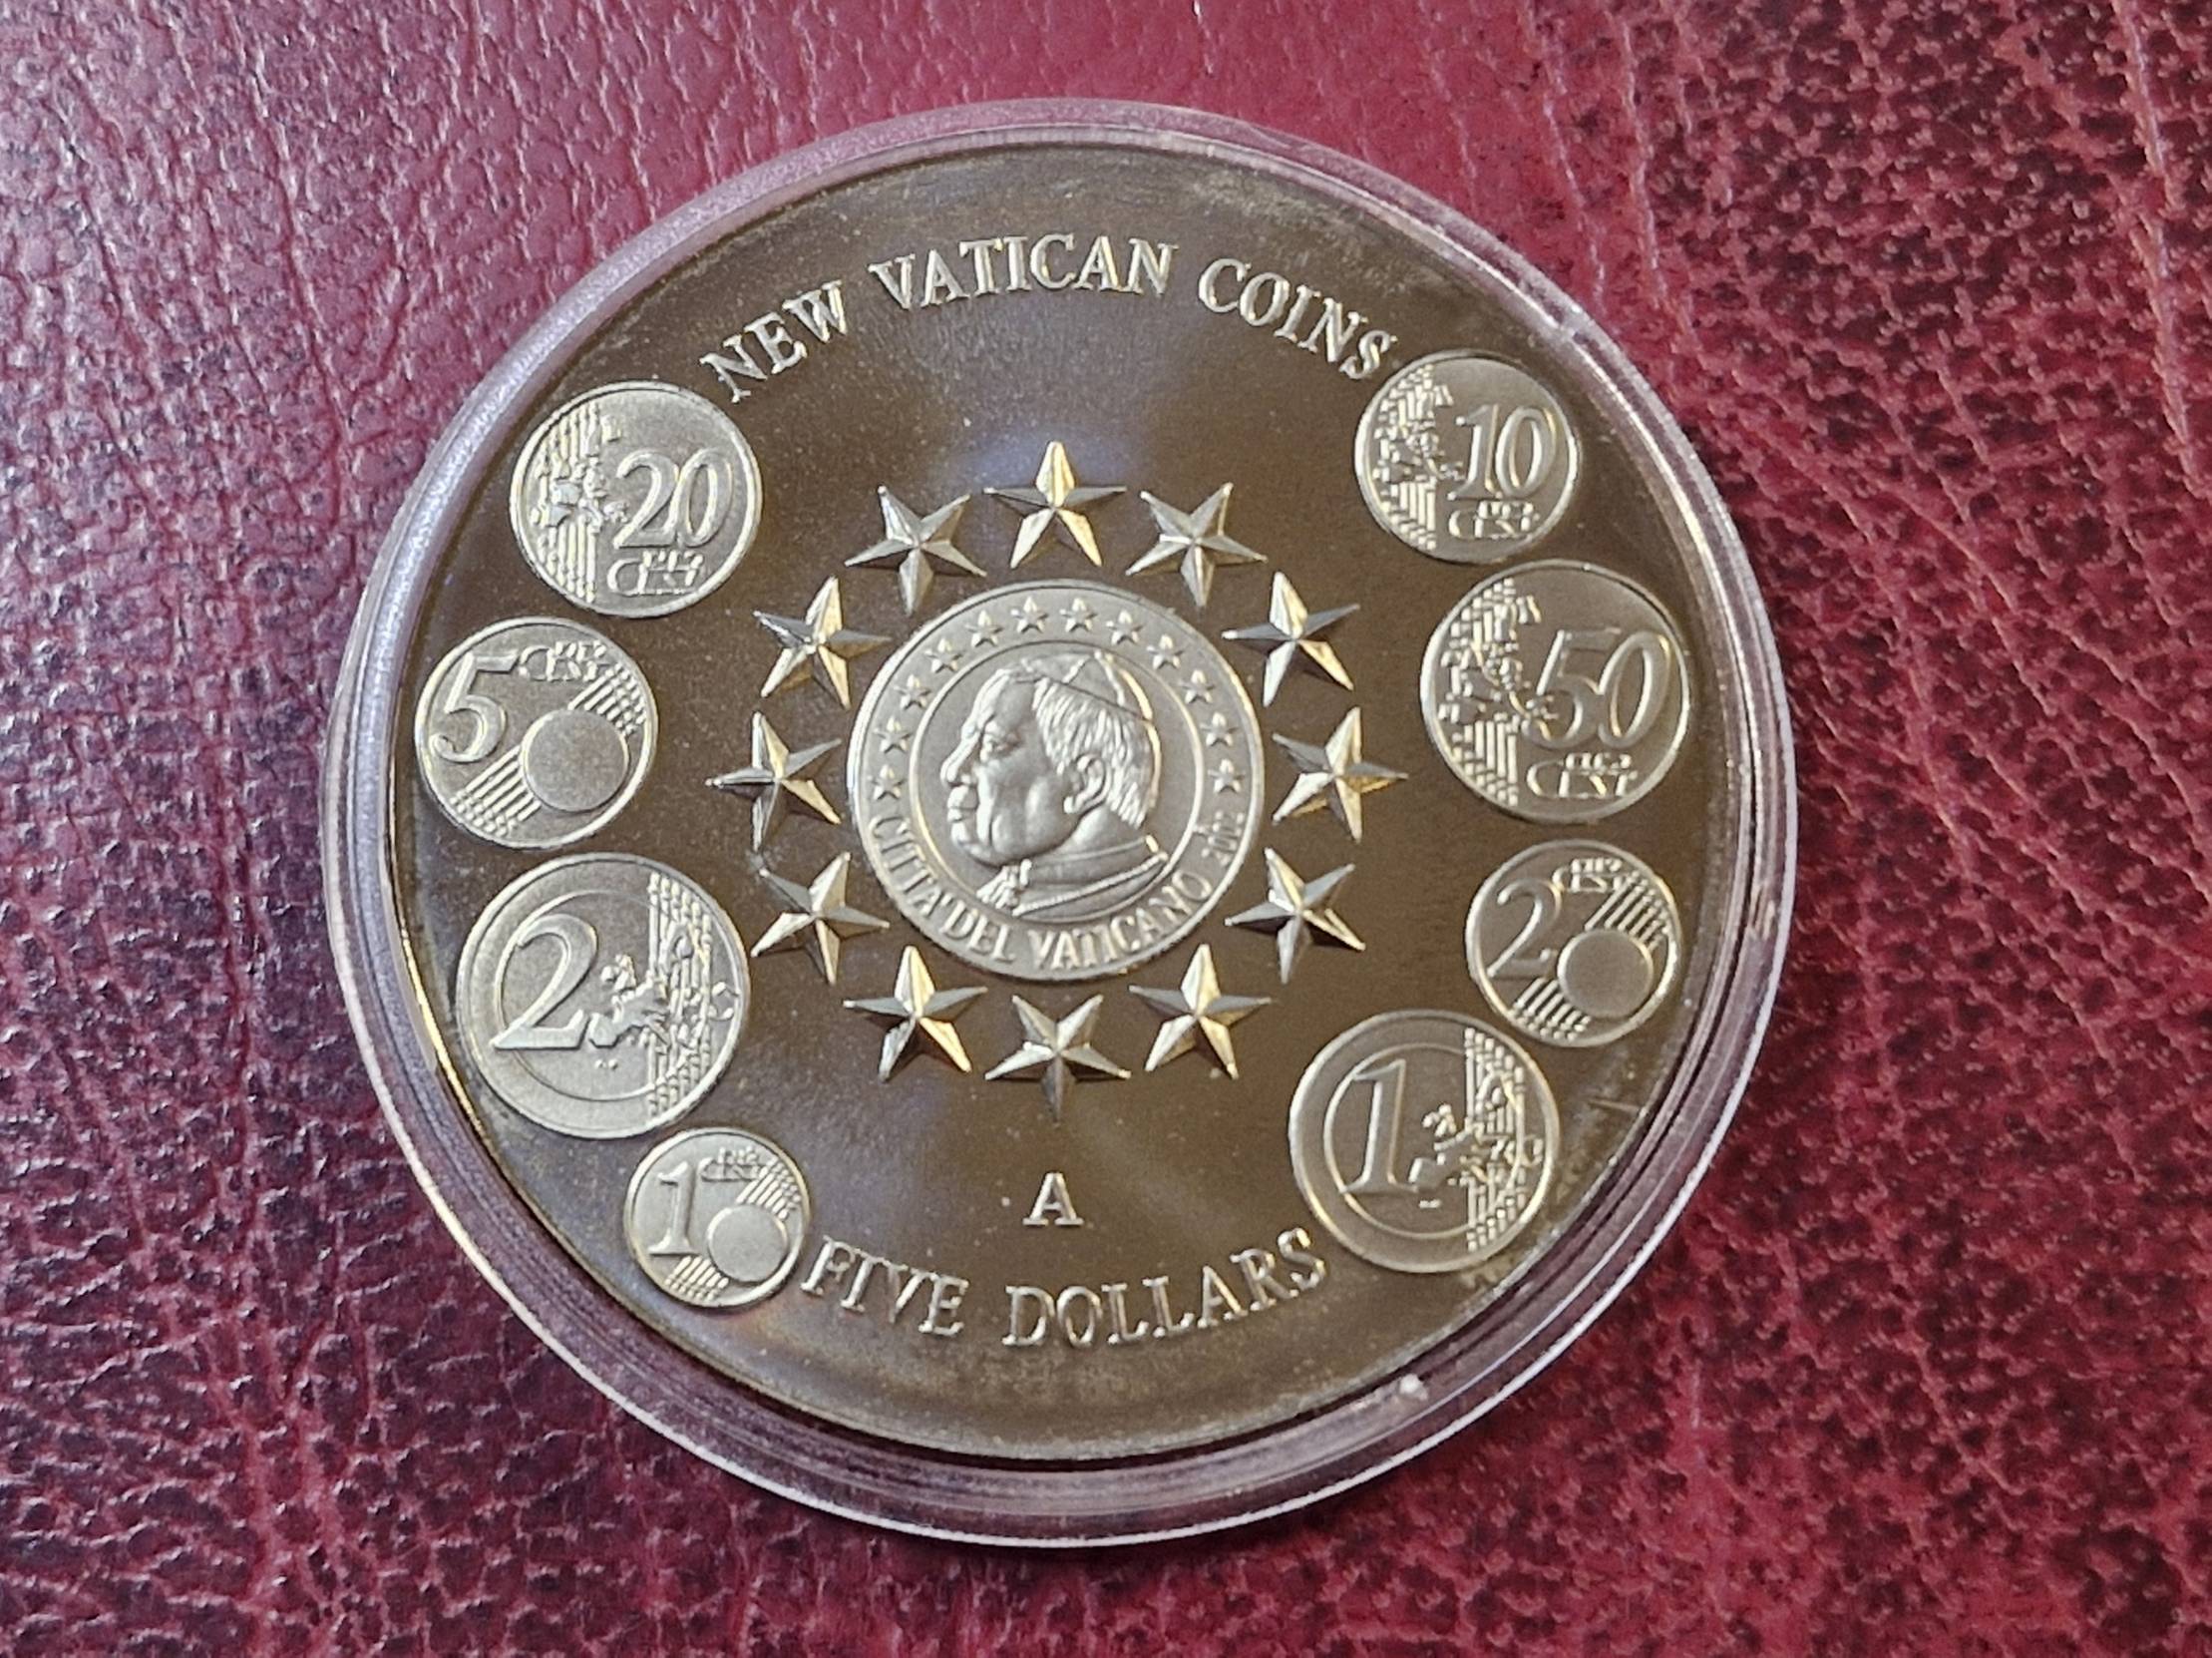 NEW VATICAN COINS
20
10
5
50
CITTA' DEL VATICANO
2
2
1
1
A
FIVE DOLLARS